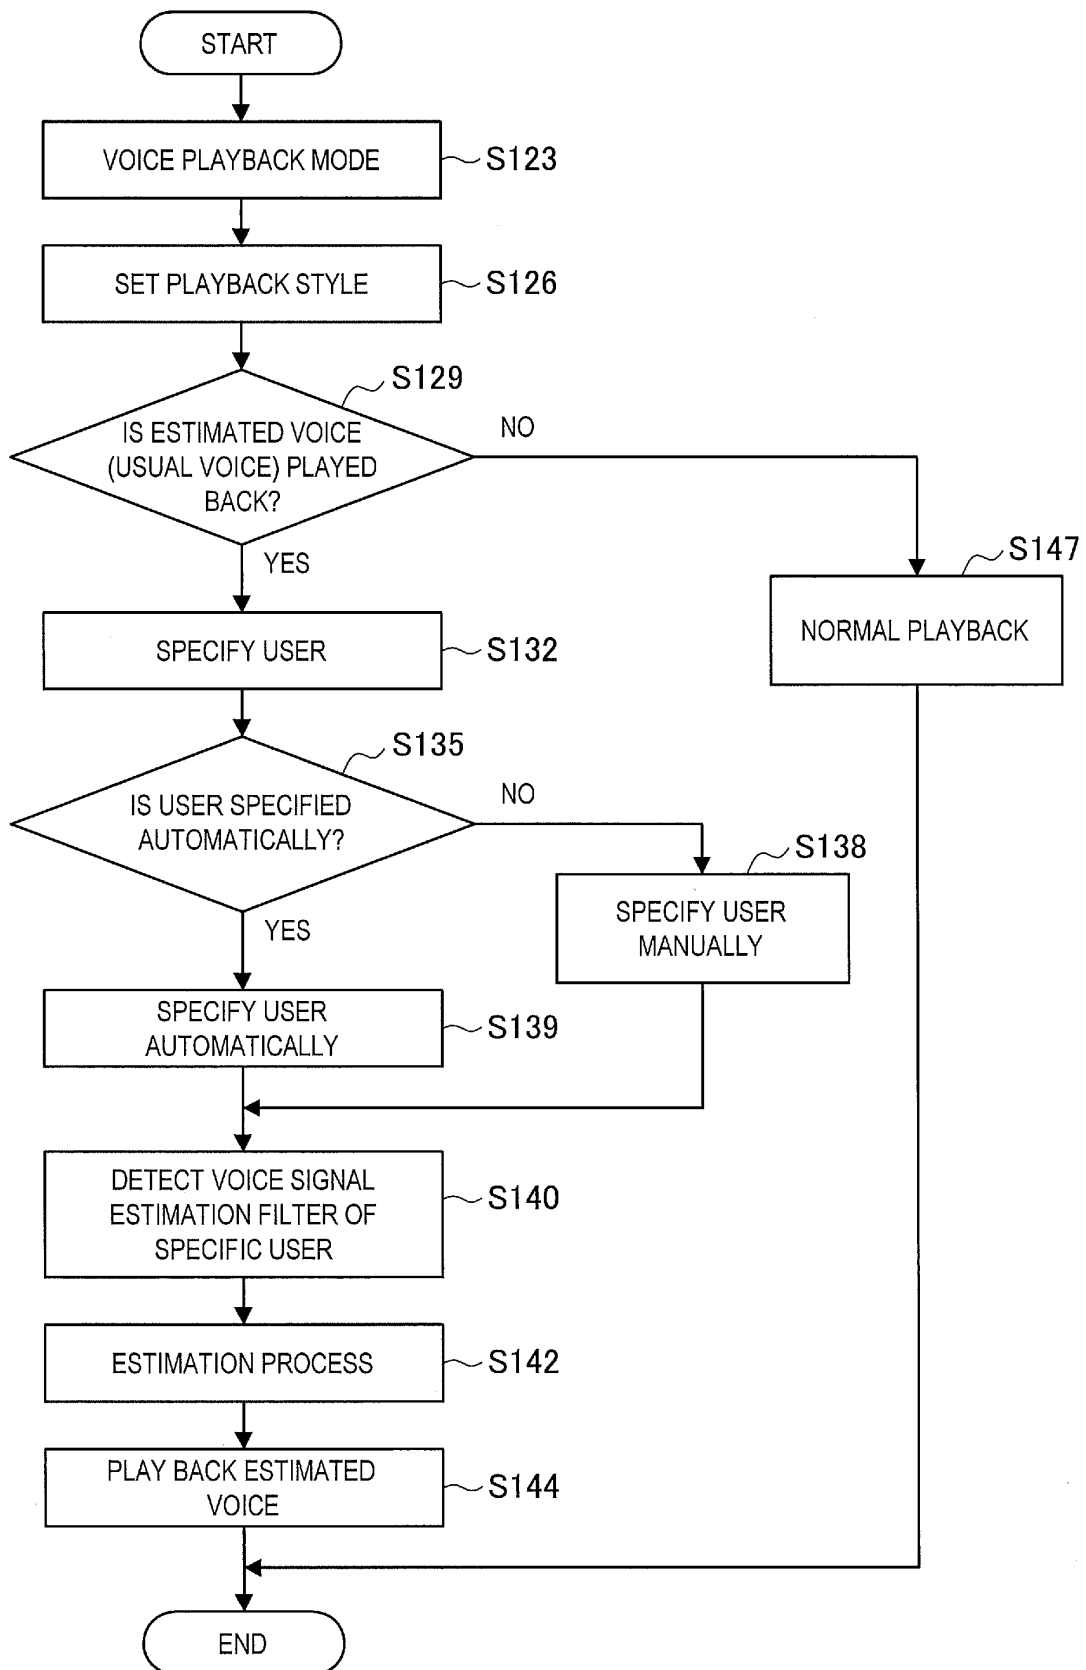 START
VOICE PLAYBACK MODE
S123
SET PLAYBACK STYLE
S126
S129
IS ESTIMATED VOICE
(USUAL VOICE) PLAYED
BACK?
NO
YES
S147
NORMAL PLAYBACK
SPECIFY USER
S132
S135
IS USER SPECIFIED
AUTOMATICALLY?
NO
YES
S138
SPECIFY USER
MANUALLY
SPECIFY USER
AUTOMATICALLY
S139
DETECT VOICE SIGNAL
ESTIMATION FILTER OF
SPECIFIC USER
S140
ESTIMATION PROCESS
S142
PLAY BACK ESTIMATED
VOICE
S144
END